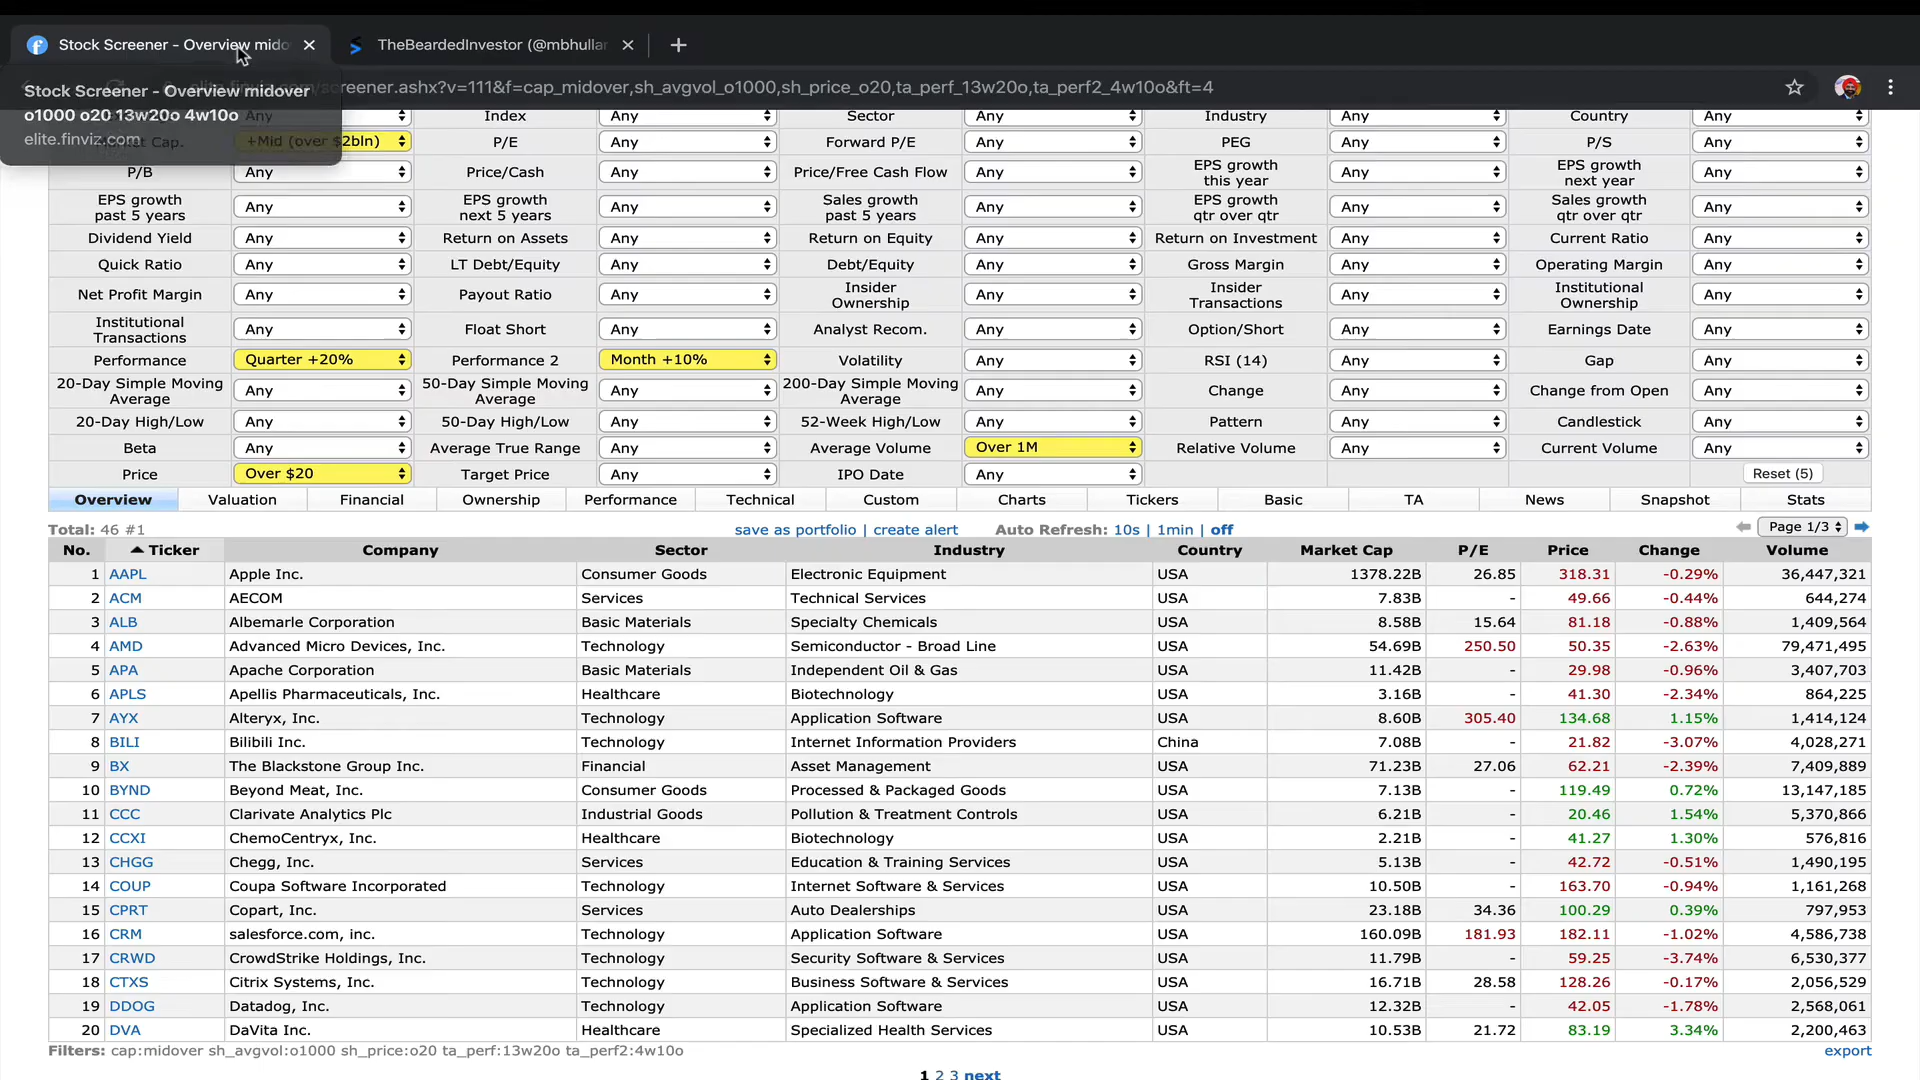 Stock Screener - Overview mido
TheBeardedInvestor (@mbhullar
screener.ashx?v=111&f=cap_midover,sh_avgvol_o1000,sh_price_o20,ta_perf_13w20o,ta_perf2_4w10o&ft=4
Stock Screener - Overview midover
o1000 o20 13w20o 4w10o
elite.finviz.com
Any Index Any Sector Any Industry Any Country Any
Market Cap. +Mid (over $2bln) P/E Any Forward P/E Any PEG Any P/S Any
P/B Any Price/Cash Any Price/Free Cash Flow Any EPS growth this year Any EPS growth next year Any
EPS growth past 5 years Any EPS growth next 5 years Any Sales growth past 5 years Any EPS growth qtr over qtr Any Sales growth qtr over qtr Any
Dividend Yield Any Return on Assets Any Return on Equity Any Return on Investment Any Current Ratio Any
Quick Ratio Any LT Debt/Equity Any Debt/Equity Any Gross Margin Any Operating Margin Any
Net Profit Margin Any Payout Ratio Any Insider Ownership Any Insider Transactions Any Institutional Ownership Any
Institutional Transactions Any Float Short Any Analyst Recom. Any Option/Short Any Earnings Date Any
Performance Quarter +20% Performance 2 Month +10% Volatility Any RSI (14) Any Gap Any
20-Day Simple Moving Average Any 50-Day Simple Moving Average Any 200-Day Simple Moving Average Any Change Any Change from Open Any
20-Day High/Low Any 50-Day High/Low Any 52-Week High/Low Any Pattern Any Candlestick Any
Beta Any Average True Range Any Average Volume Over 1M Relative Volume Any Current Volume Any
Price Over $20 Target Price Any IPO Date Any Reset (5)
Overview Valuation Financial Ownership Performance Technical Custom Charts Tickers Basic TA News Snapshot Stats
Total: 46 #1 save as portfolio | create alert Auto Refresh: 10s | 1min | off Page 1/3
No. Ticker Company Sector Industry Country Market Cap P/E Price Change Volume
1 AAPL Apple Inc. Consumer Goods Electronic Equipment USA 1378.22B 26.85 318.31 -0.29% 36,447,321
2 ACM AECOM Services Technical Services USA 7.83B - 49.66 -0.44% 644,274
3 ALB Albemarle Corporation Basic Materials Specialty Chemicals USA 8.58B 15.64 81.18 -0.88% 1,409,564
4 AMD Advanced Micro Devices, Inc. Technology Semiconductor - Broad Line USA 54.69B 250.50 50.35 -2.63% 79,471,495
5 APA Apache Corporation Basic Materials Independent Oil & Gas USA 11.42B - 29.98 -0.96% 3,407,703
6 APLS Apellis Pharmaceuticals, Inc. Healthcare Biotechnology USA 3.16B - 41.30 -2.34% 864,225
7 AYX Alteryx, Inc. Technology Application Software USA 8.60B 305.40 134.68 1.15% 1,414,124
8 BILI Bilibili Inc. Technology Internet Information Providers China 7.08B - 21.82 -3.07% 4,028,271
9 BX The Blackstone Group Inc. Financial Asset Management USA 71.23B 27.06 62.21 -2.39% 7,409,889
10 BYND Beyond Meat, Inc. Consumer Goods Processed & Packaged Goods USA 7.13B - 119.49 0.72% 13,147,185
11 CCC Clarivate Analytics Plc Industrial Goods Pollution & Treatment Controls USA 6.21B - 20.46 1.54% 5,370,866
12 CCXI ChemoCentryx, Inc. Healthcare Biotechnology USA 2.21B - 41.27 1.30% 576,816
13 CHGG Chegg, Inc. Services Education & Training Services USA 5.13B - 42.72 -0.51% 1,490,195
14 COUP Coupa Software Incorporated Technology Internet Software & Services USA 10.50B - 163.70 -0.94% 1,161,268
15 CPRT Copart, Inc. Services Auto Dealerships USA 23.18B 34.36 100.29 0.39% 797,953
16 CRM salesforce.com, inc. Technology Application Software USA 160.09B 181.93 182.11 -1.02% 4,586,738
17 CRWD CrowdStrike Holdings, Inc. Technology Security Software & Services USA 11.79B - 59.25 -3.74% 6,530,377
18 CTXS Citrix Systems, Inc. Technology Business Software & Services USA 16.71B 28.58 128.26 -0.17% 2,056,529
19 DDOG Datadog, Inc. Technology Application Software USA 12.32B - 42.05 -1.78% 2,568,061
20 DVA DaVita Inc. Healthcare Specialized Health Services USA 10.53B 21.72 83.19 3.34% 2,200,463
Filters: cap:midover sh_avgvol:o1000 sh_price:o20 ta_perf:13w20o ta_perf2:4w10o export
1 2 3 next